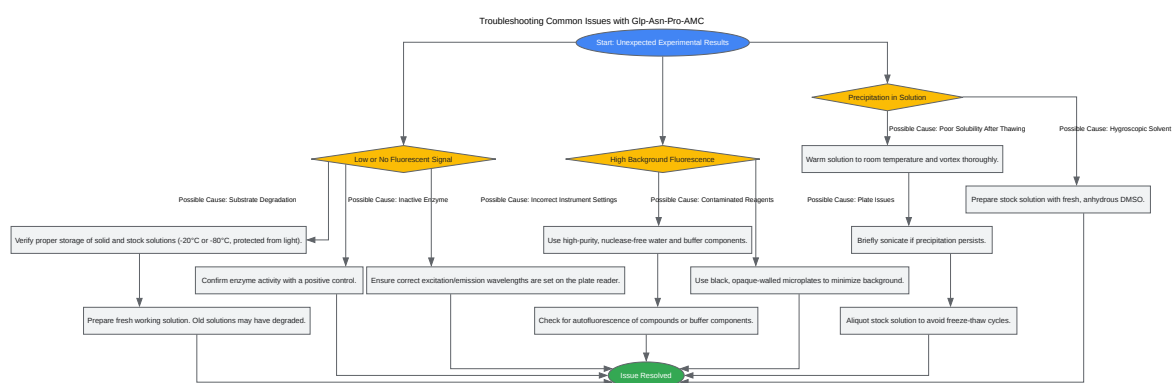 Troubleshooting Common Issues with Glp-Asn-Pro-AMC
Start: Unexpected Experimental Results
Precipitation in Solution
Possible Cause: Poor Solubility After Thawing
Possible Cause: Hygroscopic Solvent
Low or No Fluorescent Signal
High Background Fluorescence
Warm solution to room temperature and vortex thoroughly.
Possible Cause: Substrate Degradation
Possible Cause: Inactive Enzyme
Possible Cause: Incorrect Instrument Settings
Possible Cause: Contaminated Reagents
Possible Cause: Plate Issues
Prepare stock solution with fresh, anhydrous DMSO.
Verify proper storage of solid and stock solutions (-20°C or -80°C, protected from light).
Use high-purity, nuclease-free water and buffer components.
Briefly sonicate if precipitation persists.
Confirm enzyme activity with a positive control.
Ensure correct excitation/emission wavelengths are set on the plate reader.
Use black, opaque-walled microplates to minimize background.
Prepare fresh working solution. Old solutions may have degraded.
Check for autofluorescence of compounds or buffer components.
Aliquot stock solution to avoid freeze-thaw cycles.
Issue Resolved